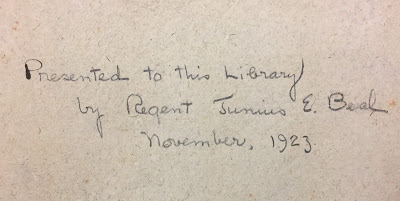 Presented to this Library
by Regent Junius E. Beal
November, 1923.